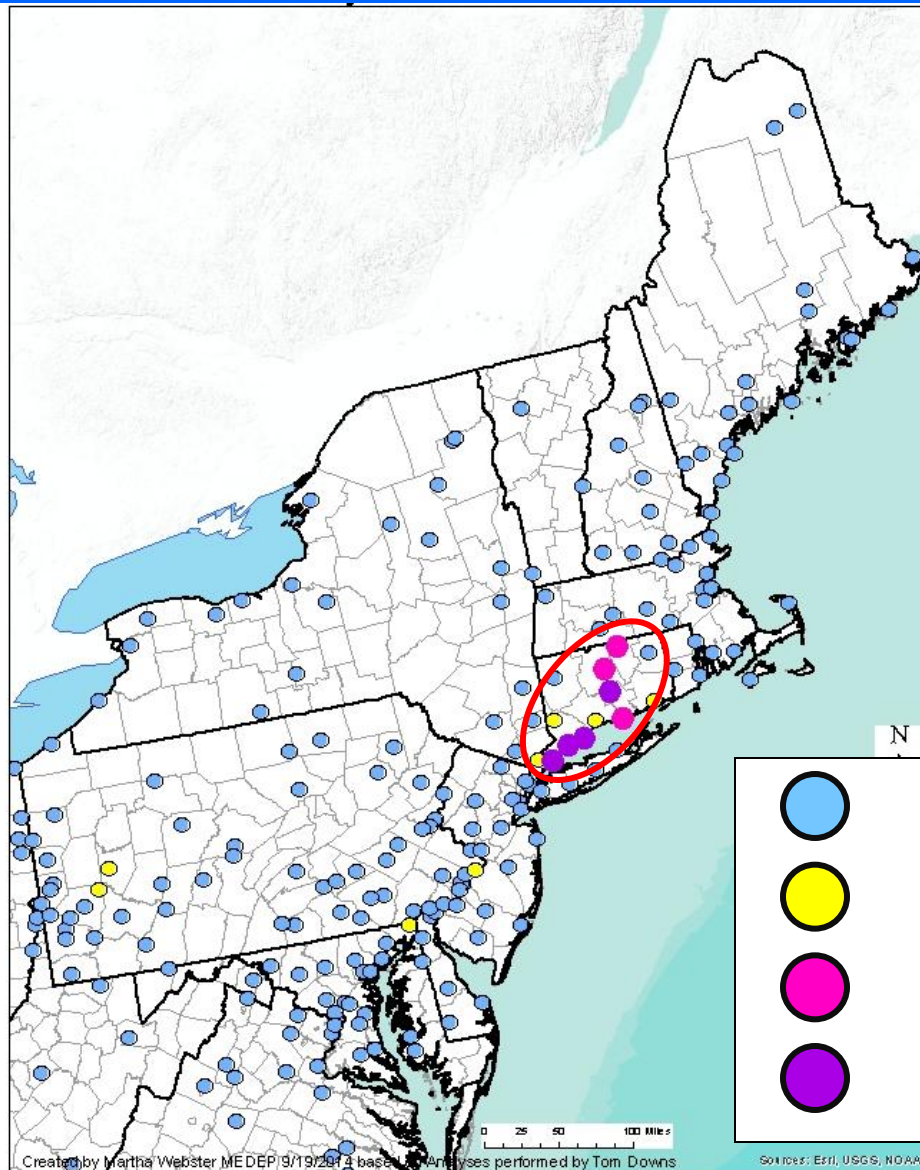 N
0 25 50 100 Miles
Created by Martha Webster MEDEP 9/19/2014 based Analyses performed by Tom Downs
Sources: Esri, USGS, NOAA